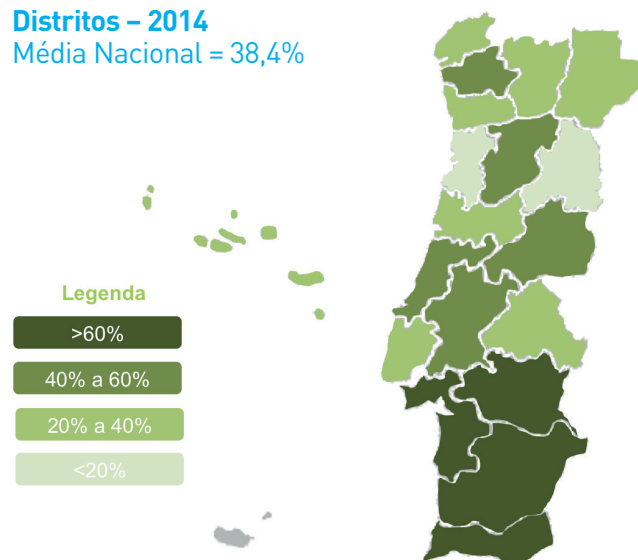 Distritos – 2014
Média Nacional = 38,4%
Legenda
>60%
40% a 60%
20% a 40%
<20%